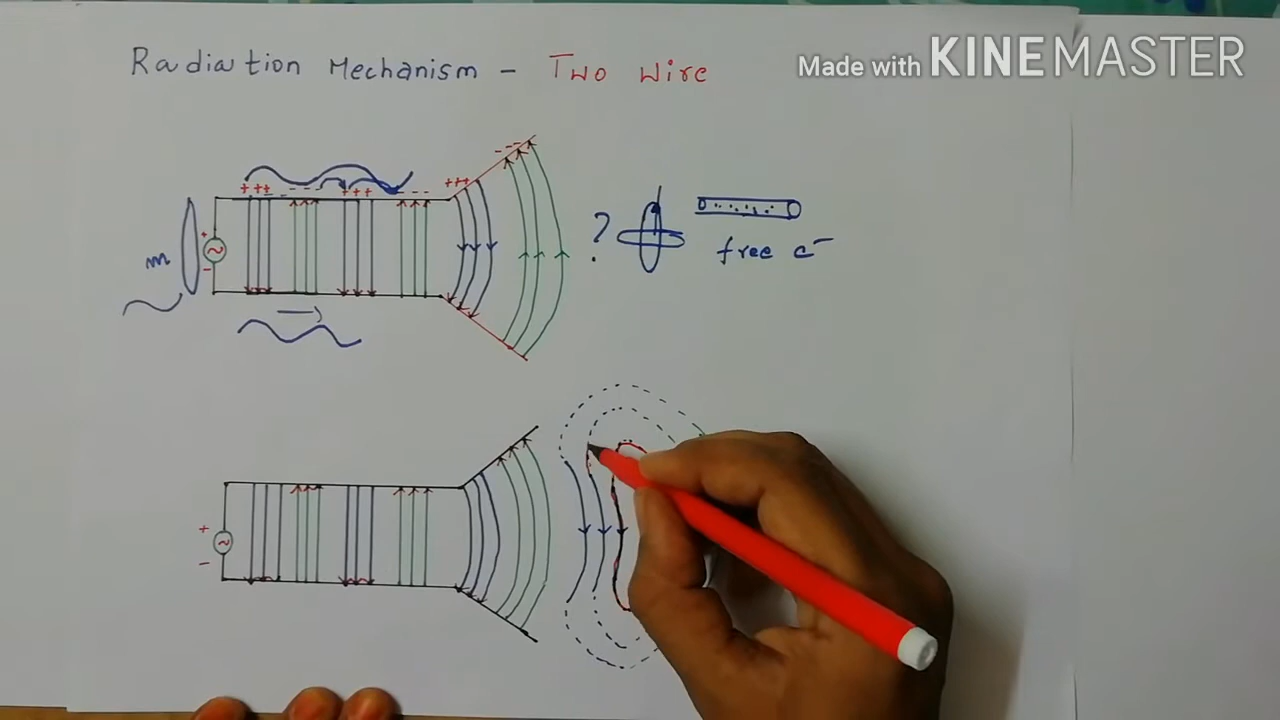 Radiation Mechanism - Two Wire
Made with KINEMASTER
+++ --- +++ ---
+++
---
+
-
m
?
free e⁻
+
-